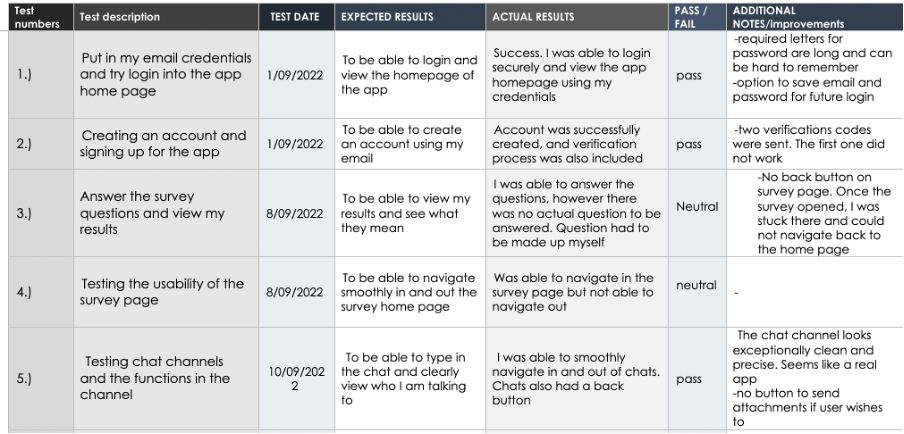 Test numbers
Test description
TEST DATE
EXPECTED RESULTS
ACTUAL RESULTS
PASS / FAIL
ADDITIONAL NOTES/improvements
1.)
Put in my email credentials
and try login into the app
home page
1/09/2022
To be able to login and
view the homepage of
the app
Success. I was able to login
securely and view the app
homepage using my
credentials
pass
-required letters for
password are long and can
be hard to remember
-option to save email and
password for future login
2.)
Creating an account and
signing up for the app
1/09/2022
To be able to create
an account using my
email
Account was successfully
created, and verification
process was also included
pass
-two verifications codes
were sent. The first one did
not work
3.)
Answer the survey
questions and view my
results
8/09/2022
To be able to view my
results and see what
they mean
I was able to answer the
questions, however there
was no actual question to be
answered. Question had to
be made up myself
Neutral
-No back button on
survey page. Once the
survey opened, I was
stuck there and could
not navigate back to
the home page
4.)
Testing the usability of the
survey page
8/09/2022
To be able to navigate
smoothly in and out the
survey home page
Was able to navigate in the
survey page but not able to
navigate out
neutral
-
5.)
Testing chat channels
and the functions in the
channel
10/09/202
2
To be able to type in
the chat and clearly
view who I am talking
to
I was able to smoothly
navigate in and out of chats.
Chats also had a back
button
pass
The chat channel looks
exceptionally clean and
precise. Seems like a real
app
-no button to send
attachments if user wishes
to